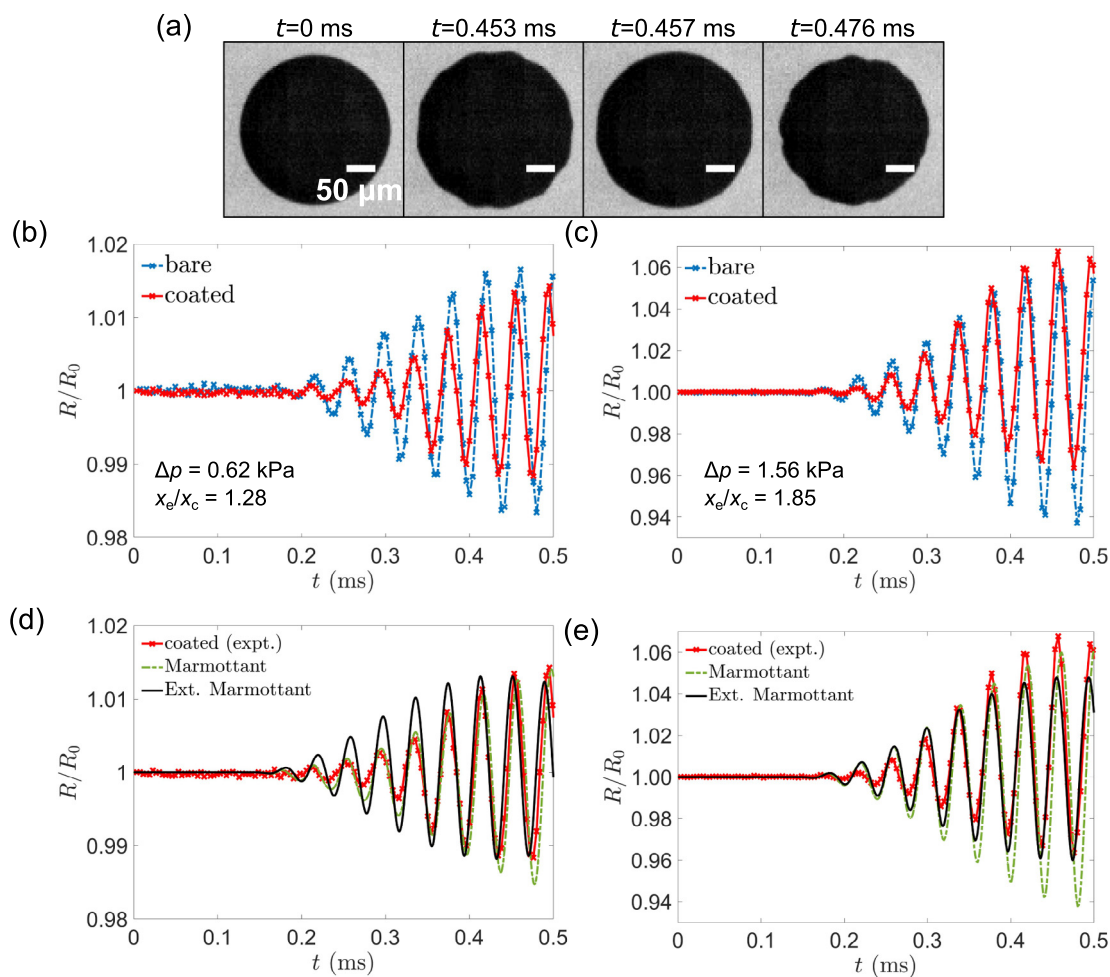 (a)
t=0 ms t=0.453 ms t=0.457 ms t=0.476 ms
50 μm
(b)
1.02
1.01
1
0.99
0.98
R/R₀
bare
coated
Δp = 0.62 kPa
xₑ/x_c = 1.28
0 0.1 0.2 0.3 0.4 0.5
t (ms)
(c)
1.06
1.04
1.02
1.00
0.98
0.96
0.94
R/R₀
bare
coated
Δp = 1.56 kPa
xₑ/x_c = 1.85
0 0.1 0.2 0.3 0.4 0.5
t (ms)
(d)
1.02
1.01
1
0.99
0.98
R/R₀
coated (expt.)
Marmottant
Ext. Marmottant
0 0.1 0.2 0.3 0.4 0.5
t (ms)
(e)
1.06
1.04
1.02
1.00
0.98
0.96
0.94
R/R₀
coated (expt.)
Marmottant
Ext. Marmottant
0 0.1 0.2 0.3 0.4 0.5
t (ms)